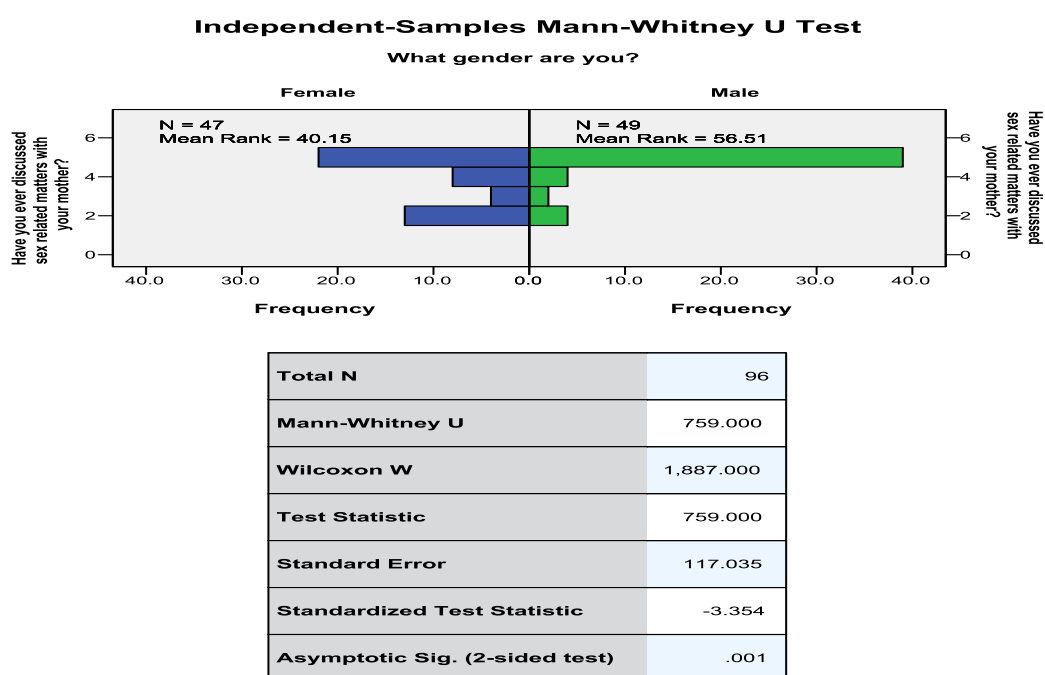 Independent-Samples Mann-Whitney U Test
What gender are you?
Female
Male
Have you ever discussed
sex related matters with
your mother?
N = 47
Mean Rank = 40.15
N = 49
Mean Rank = 56.51
Have you ever discussed
sex related matters with
your mother?
6
4
2
0
6
4
2
0
40.0 30.0 20.0 10.0 0.0 10.0 20.0 30.0 40.0
Frequency
Frequency
Total N 96
Mann-Whitney U 759.000
Wilcoxon W 1,887.000
Test Statistic 759.000
Standard Error 117.035
Standardized Test Statistic -3.354
Asymptotic Sig. (2-sided test) .001